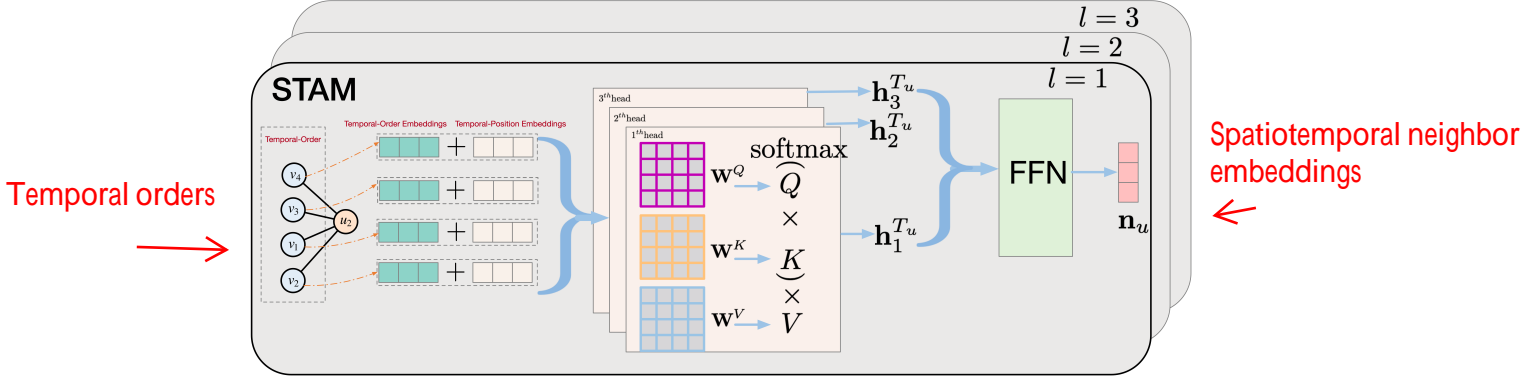 l = 3
l = 2
l = 1
STAM
Temporal orders
Temporal-Order
v4
v3
v1
v2
u2
Temporal-Order Embeddings
Temporal-Position Embeddings
+
+
+
+
3th head
2th head
1th head
softmax
W^Q
(Q
×
W^K
K)
×
W^V
V
h_3^{T_u}
h_2^{T_u}
h_1^{T_u}
FFN
n_u
Spatiotemporal neighbor
embeddings